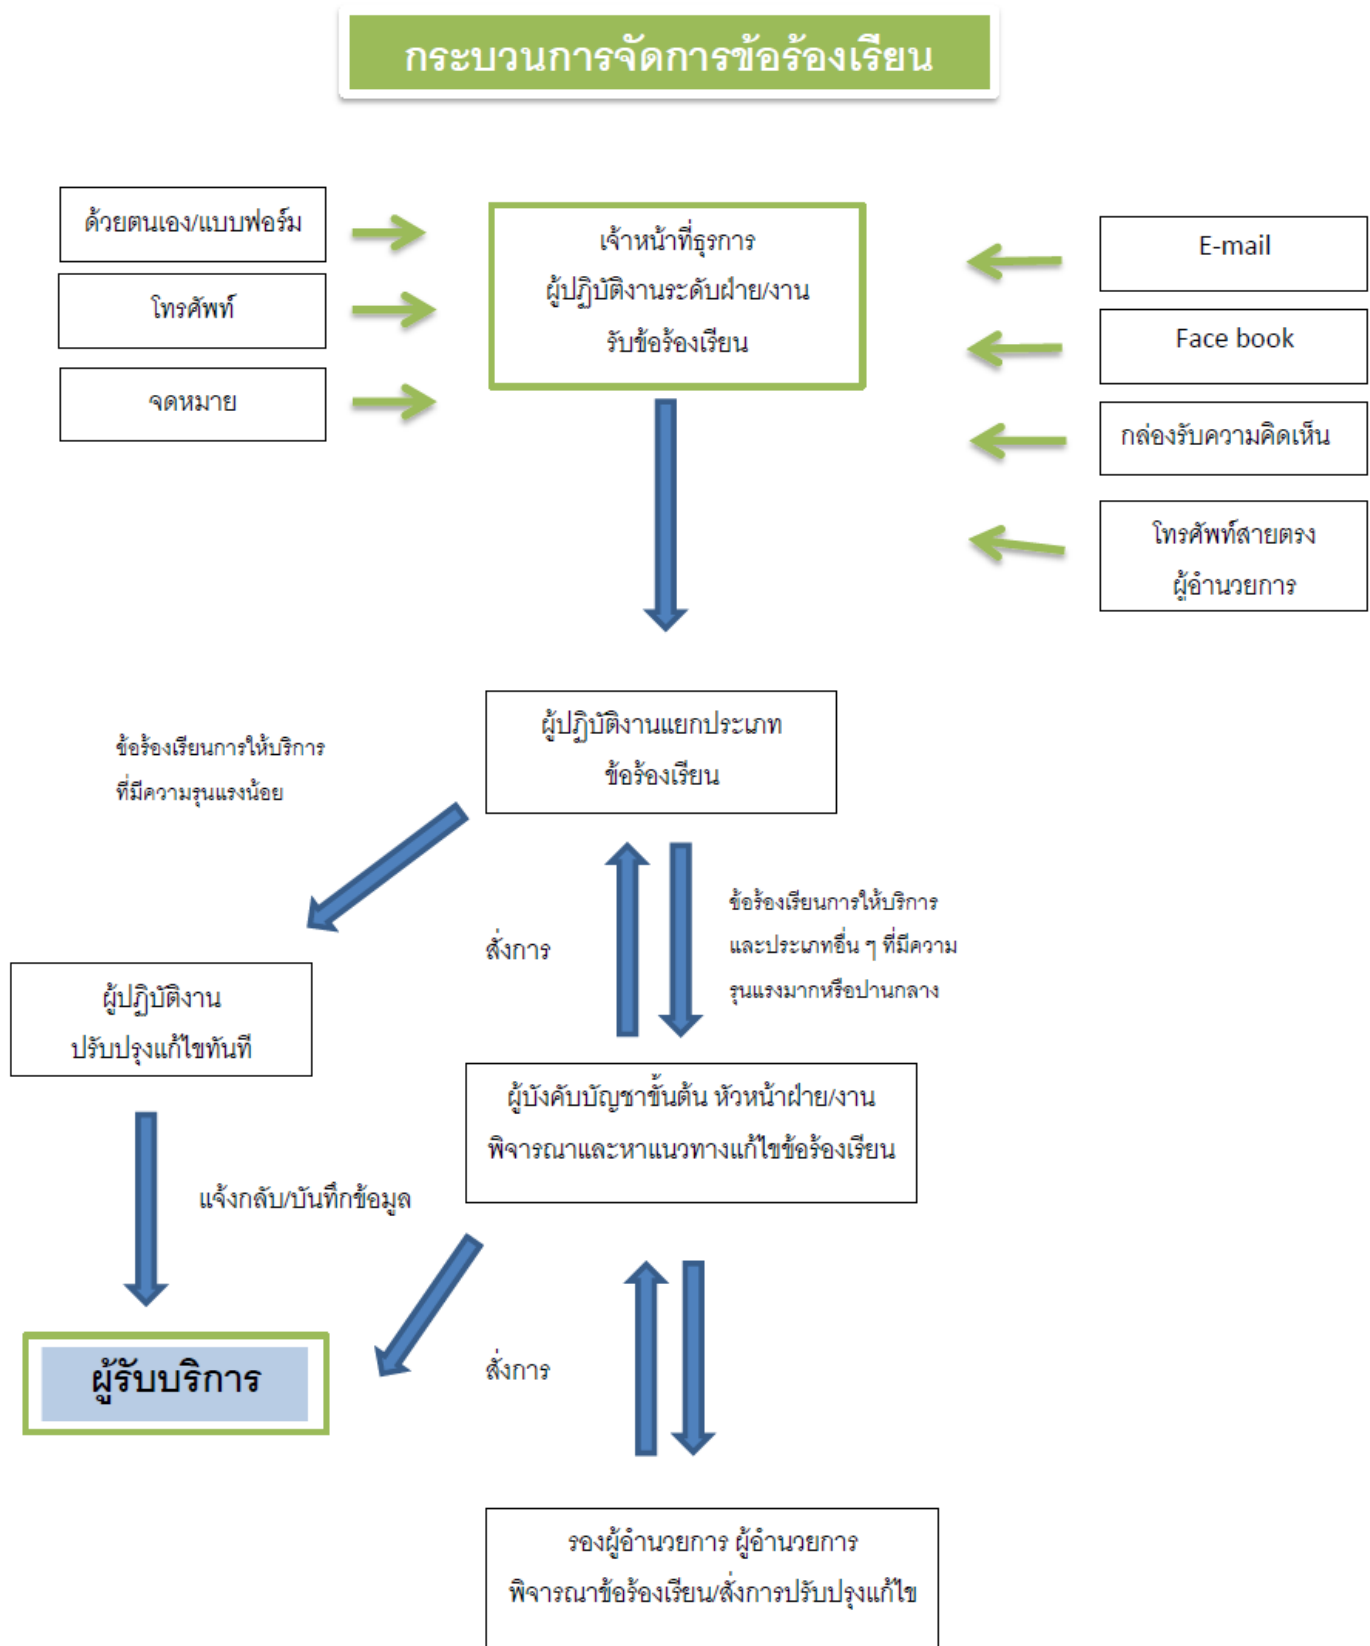 กระบวนการจัดการข้อร้องเรียน
ด้วยตนเอง/แบบฟอร์ม
โทรศัพท์
จดหมาย
เจ้าหน้าที่ธุรการ
ผู้ปฏิบัติงานระดับฝ่าย/งาน
รับข้อร้องเรียน
E-mail
Face book
กล่องรับความคิดเห็น
โทรศัพท์สายตรง
ผู้อำนวยการ
ผู้ปฏิบัติงานแยกประเภท
ข้อร้องเรียน
ข้อร้องเรียนการให้บริการ
ที่มีความรุนแรงน้อย
สั่งการ
ข้อร้องเรียนการให้บริการ
และประเภทอื่น ๆ ที่มีความ
รุนแรงมากหรือปานกลาง
ผู้ปฏิบัติงาน
ปรับปรุงแก้ไขทันที
ผู้บังคับบัญชาขั้นต้น หัวหน้าฝ่าย/งาน
พิจารณาและหาแนวทางแก้ไขข้อร้องเรียน
แจ้งกลับ/บันทึกข้อมูล
ผู้รับบริการ
สั่งการ
รองผู้อำนวยการ ผู้อำนวยการ
พิจารณาข้อร้องเรียน/สั่งการปรับปรุงแก้ไข